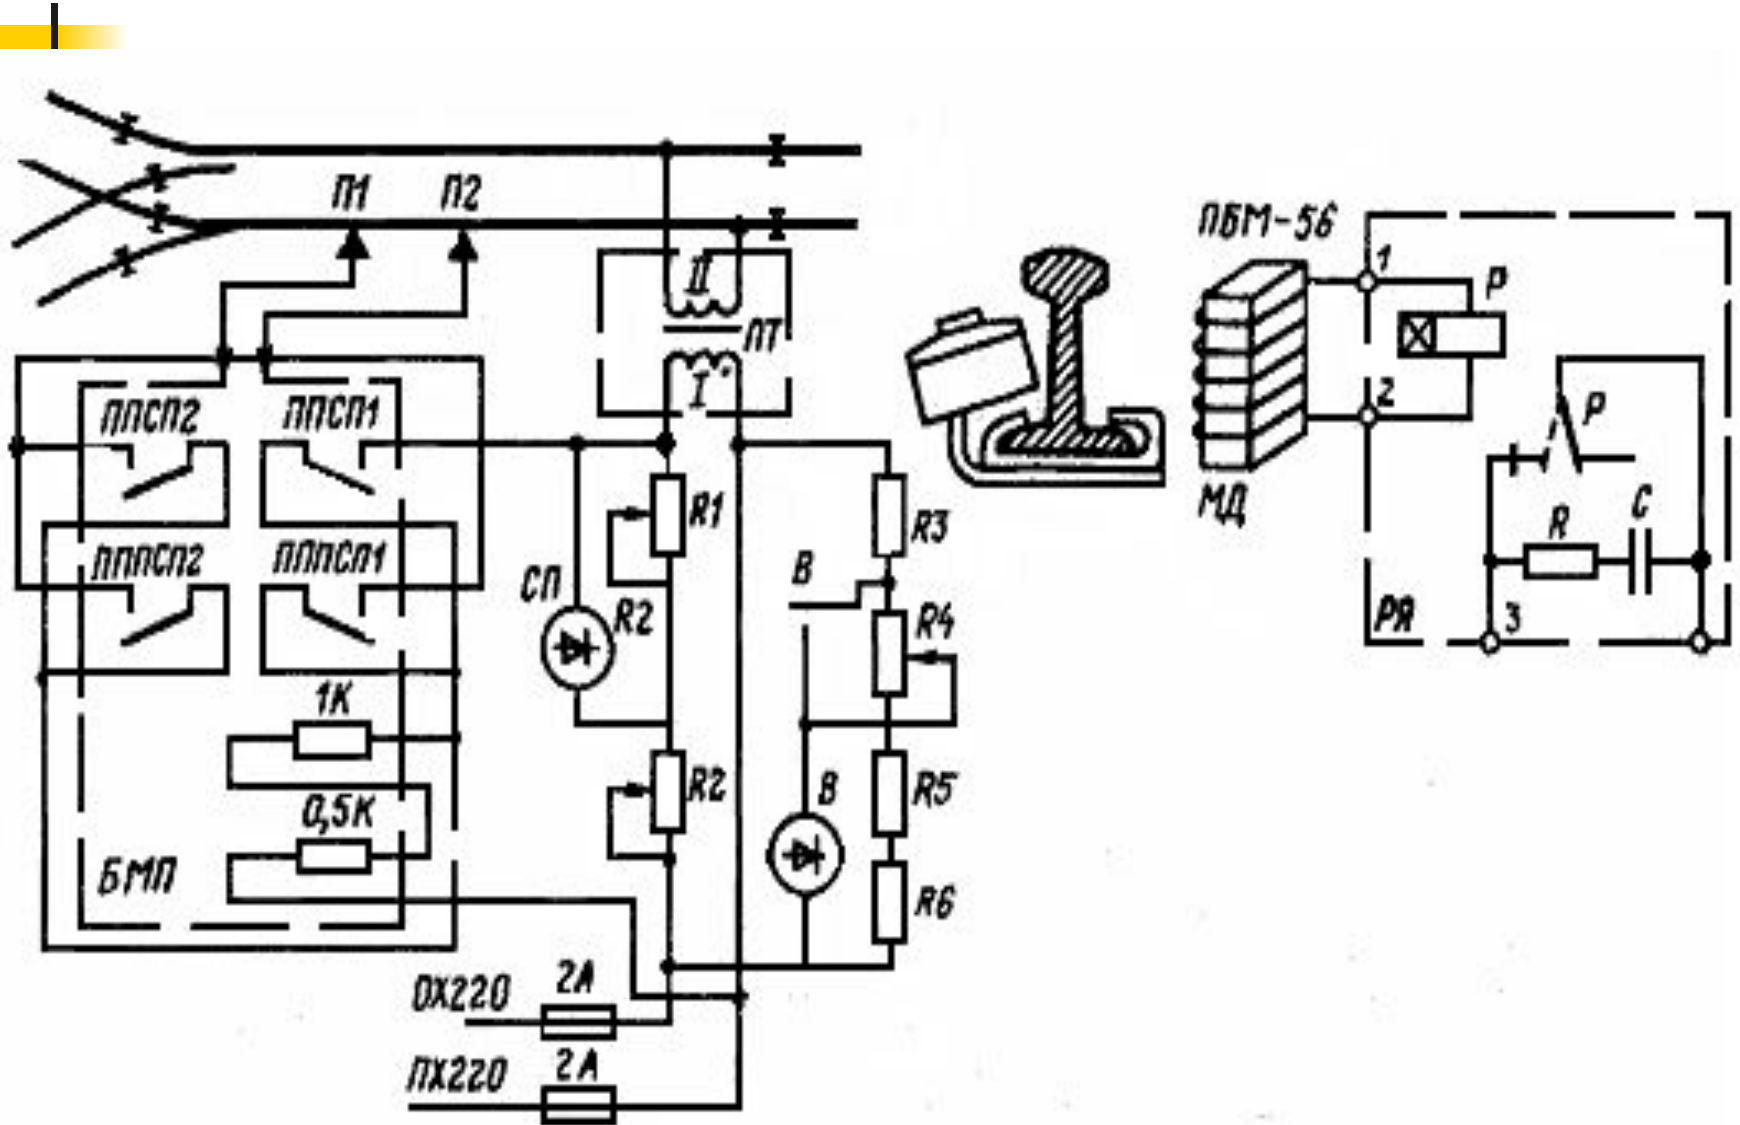 П1 П2
II
ПТ
I
ППСП2 ППСП1
ПППСП2 ПППСП1
1К
0,5К
БМП
СП
R1
R2
R2
В
В
R3
R4
R5
R6
ОХ220 2А
ПХ220 2А
ПБМ-56
МД
1
P
2
P
R C
РЯ 3